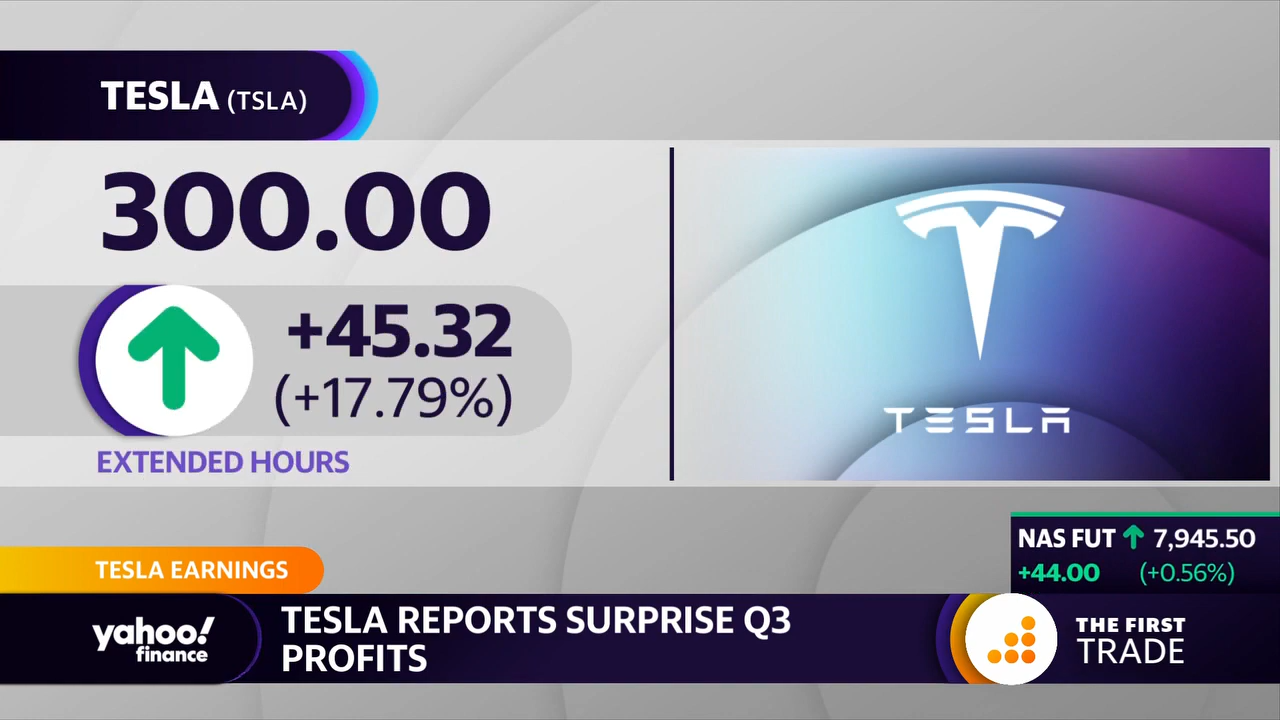 TESLA (TSLA)
300.00
+45.32
(+17.79%)
EXTENDED HOURS
TESLA
NAS FUT 7,945.50
+44.00 (+0.56%)
TESLA EARNINGS
yahoo!
finance
TESLA REPORTS SURPRISE Q3
PROFITS
THE FIRST
TRADE